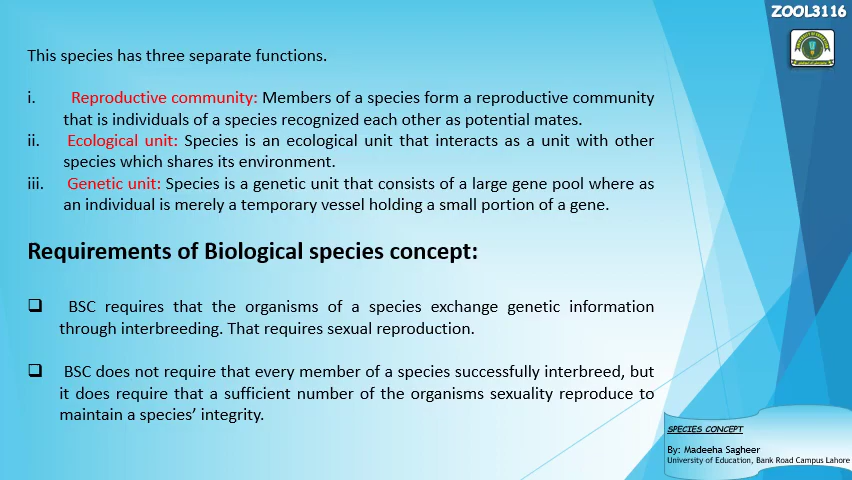 ZOOL3116
This species has three separate functions.
i. Reproductive community: Members of a species form a reproductive community
that is individuals of a species recognized each other as potential mates.
ii. Ecological unit: Species is an ecological unit that interacts as a unit with other
species which shares its environment.
iii. Genetic unit: Species is a genetic unit that consists of a large gene pool where as
an individual is merely a temporary vessel holding a small portion of a gene.
Requirements of Biological species concept:
❑ BSC requires that the organisms of a species exchange genetic information
through interbreeding. That requires sexual reproduction.
❑ BSC does not require that every member of a species successfully interbreed, but
it does require that a sufficient number of the organisms sexuality reproduce to
maintain a species’ integrity.
SPECIES CONCEPT
By: Madeeha Sagheer
University of Education, Bank Road Campus Lahore